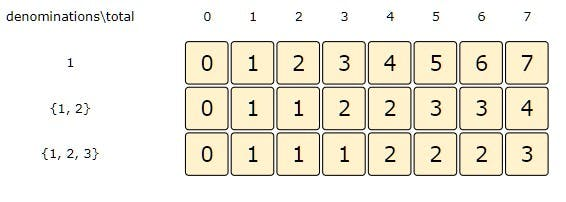 denominations\total 0 1 2 3 4 5 6 7
1 0 1 2 3 4 5 6 7
{1, 2} 0 1 1 2 2 3 3 4
{1, 2, 3} 0 1 1 1 2 2 2 3